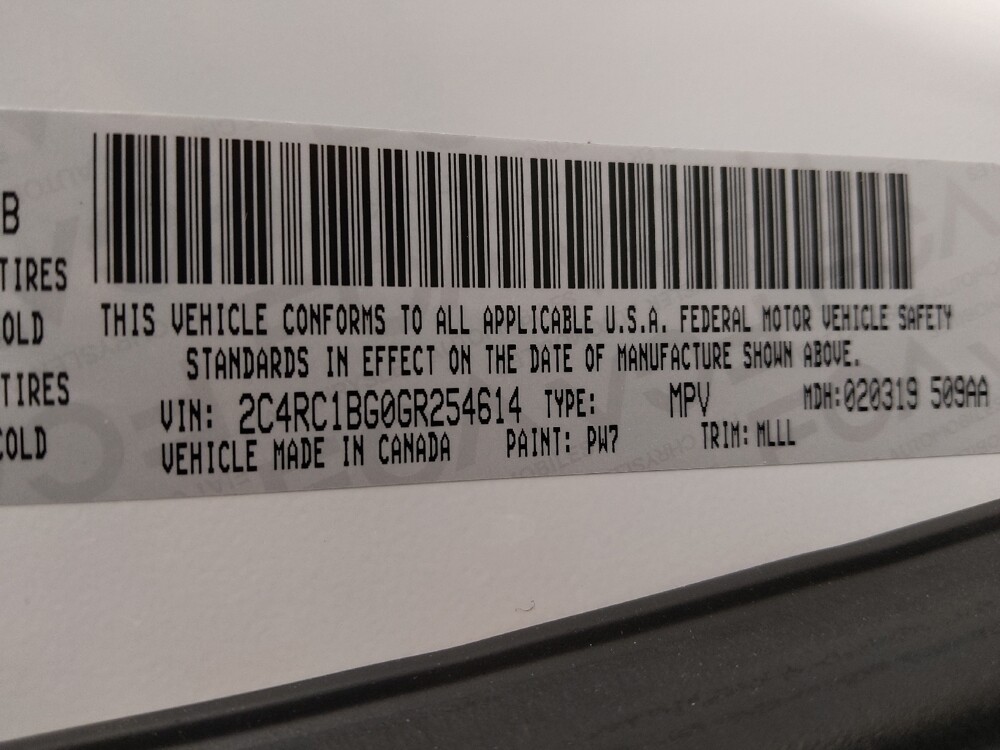 B
TIRES
OLD
TIRES
COLD
THIS VEHICLE CONFORMS TO ALL APPLICABLE U.S.A. FEDERAL MOTOR VEHICLE SAFETY
STANDARDS IN EFFECT ON THE DATE OF MANUFACTURE SHOWN ABOVE.
VIN: 2C4RC1BG0GR254614 TYPE: MPV MDH:020319 509AA
VEHICLE MADE IN CANADA PAINT: PW7 TRIM: MLLL